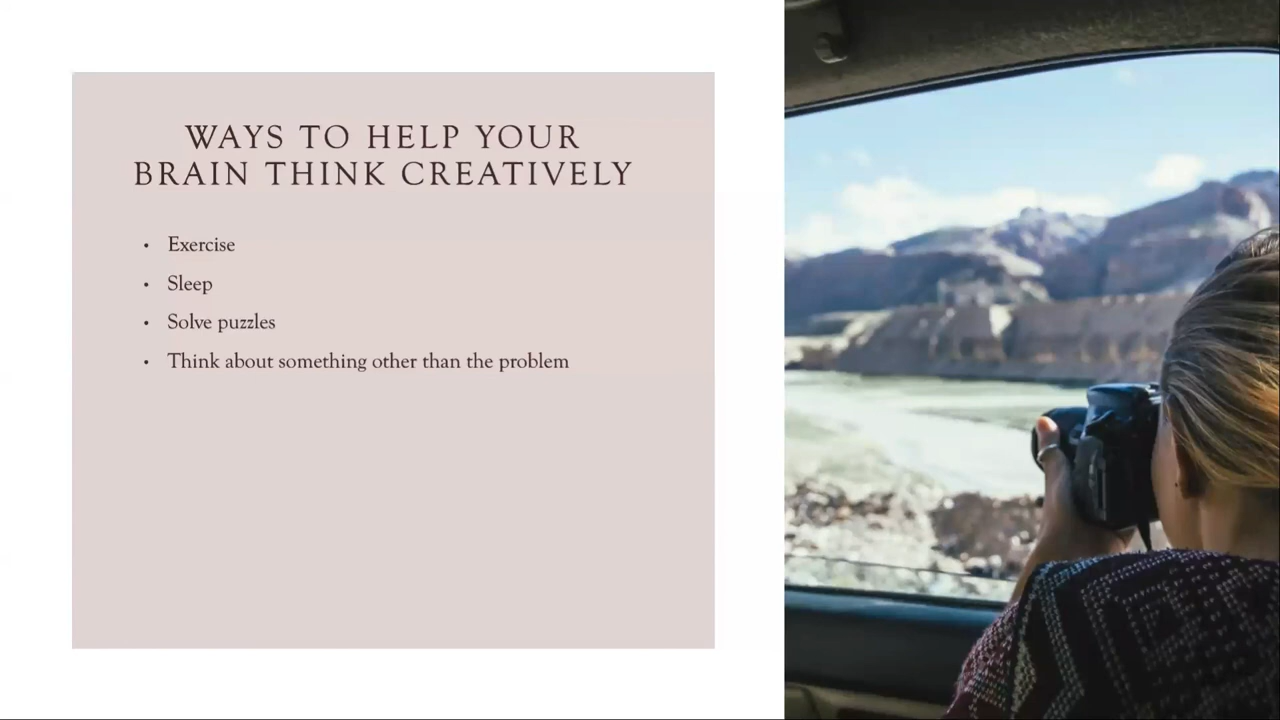 WAYS TO HELP YOUR
BRAIN THINK CREATIVELY
• Exercise
• Sleep
• Solve puzzles
• Think about something other than the problem